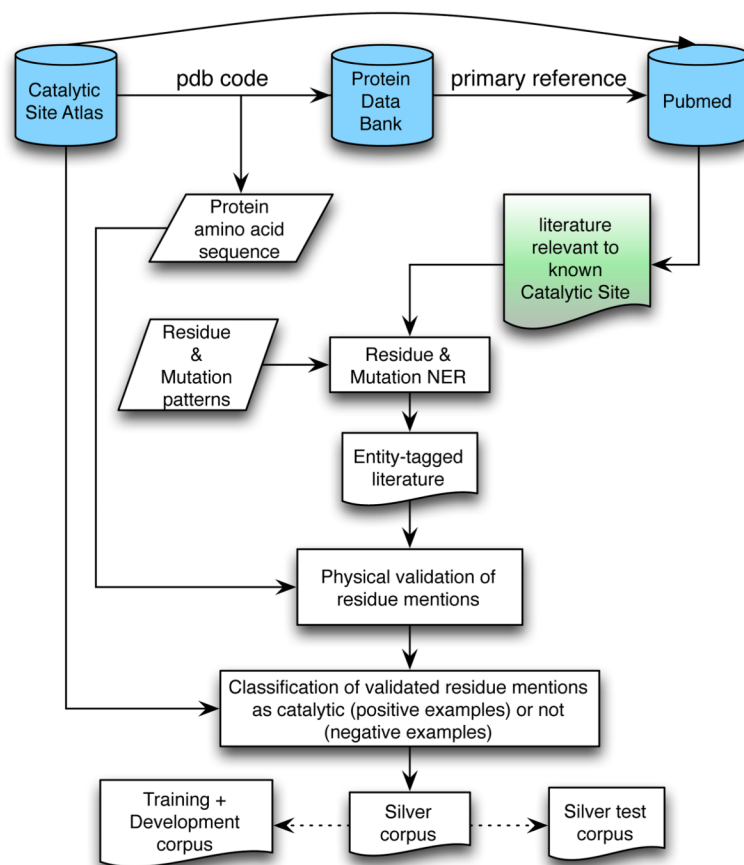 Catalytic
Site Atlas
pdb code
Protein
Data
Bank
primary reference
Pubmed
Protein
amino acid
sequence
literature
relevant to
known
Catalytic Site
Residue
&
Mutation
patterns
Residue &
Mutation NER
Entity-tagged
literature
Physical validation of
residue mentions
Classification of validated residue mentions
as catalytic (positive examples) or not
(negative examples)
Training +
Development
corpus
Silver
corpus
Silver test
corpus